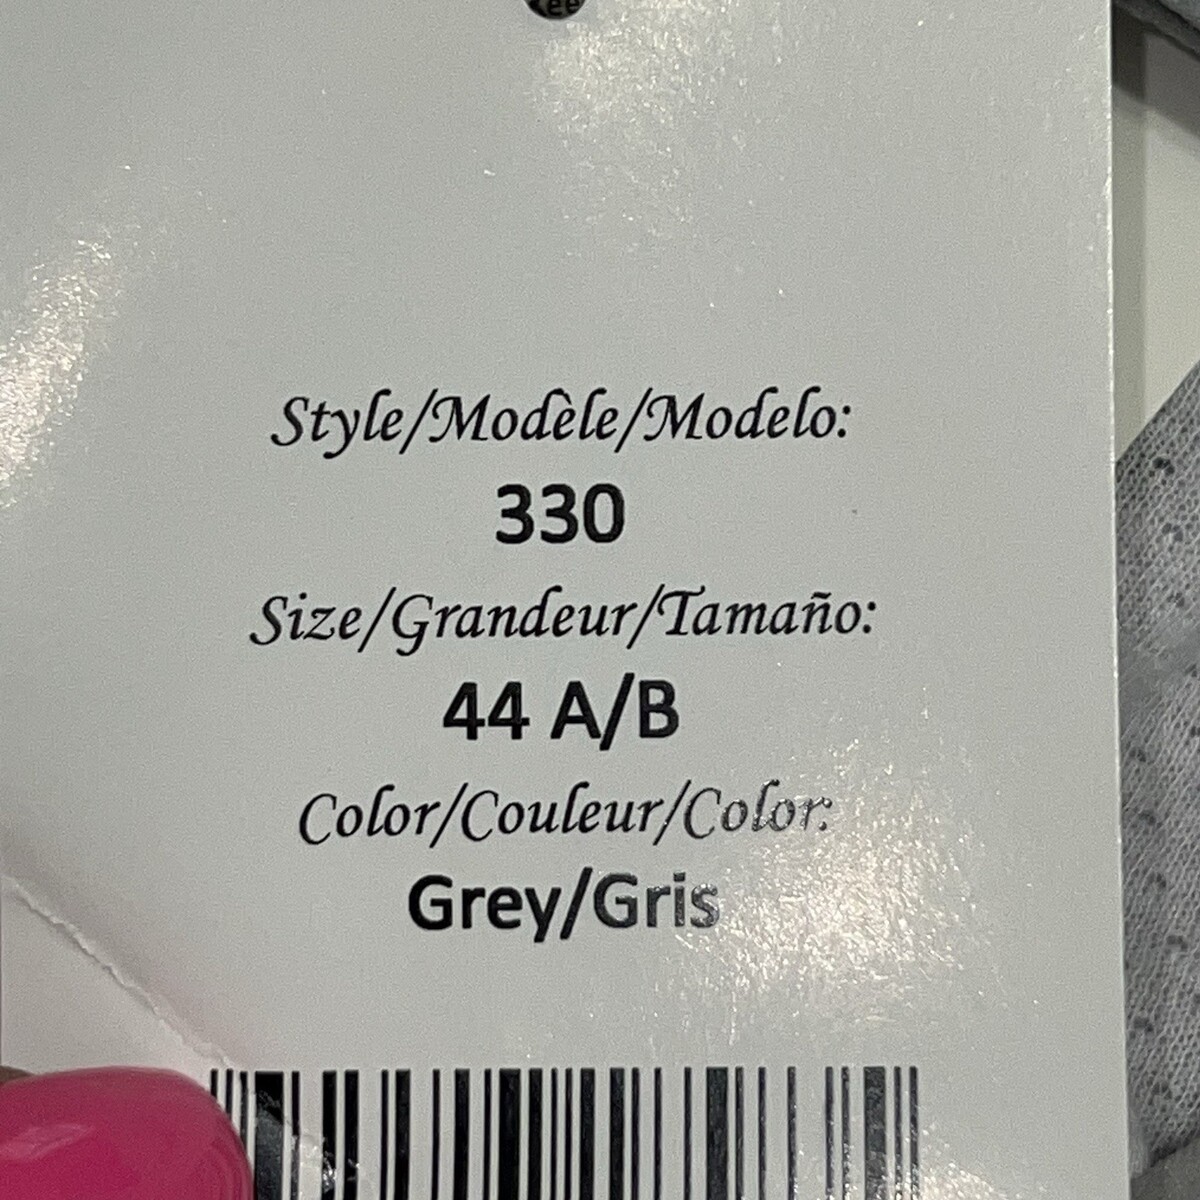 Style/Modèle/Modelo:
330
Size/Grandeur/Tamaño:
44 A/B
Color/Couleur/Color:
Grey/Gris